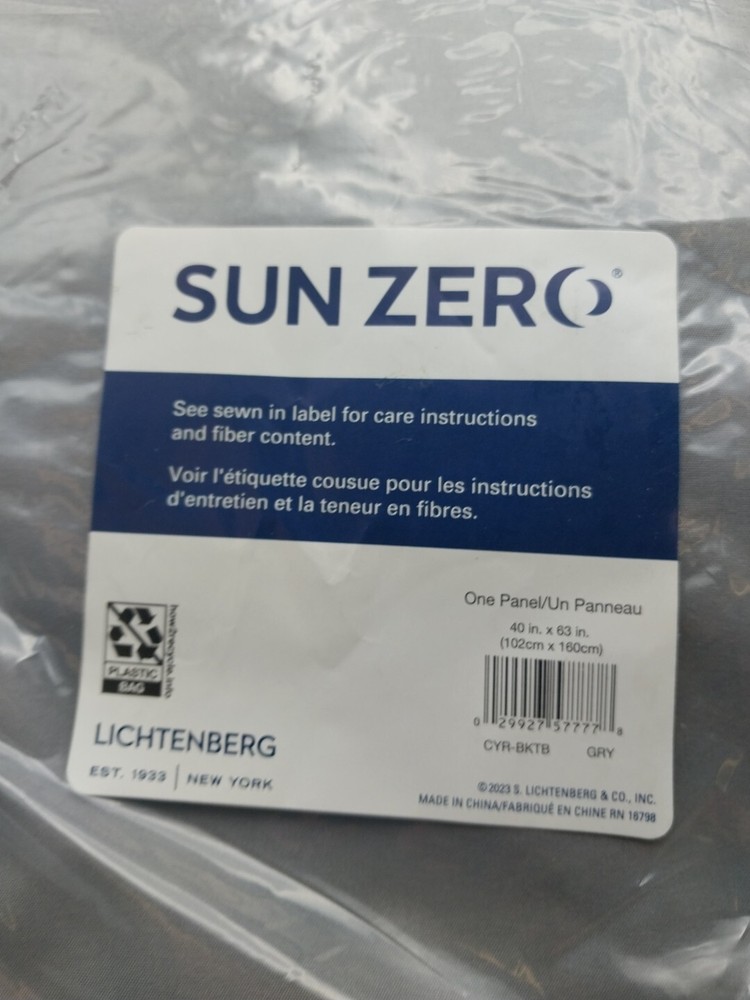 SUN ZERO®
See sewn in label for care instructions
and fiber content.
Voir l'étiquette cousue pour les instructions
d'entretien et la teneur en fibres.
One Panel/Un Panneau
40 in. x 63 in.
(102cm x 160cm)
0 29927 57777 8
CYR-BKTB GRY
how2recycle.info
PLASTIC
BAG
LICHTENBERG
EST. 1933 | NEW YORK
©2023 S. LICHTENBERG & CO., INC.
MADE IN CHINA/FABRIQUÉ EN CHINE RN 16798